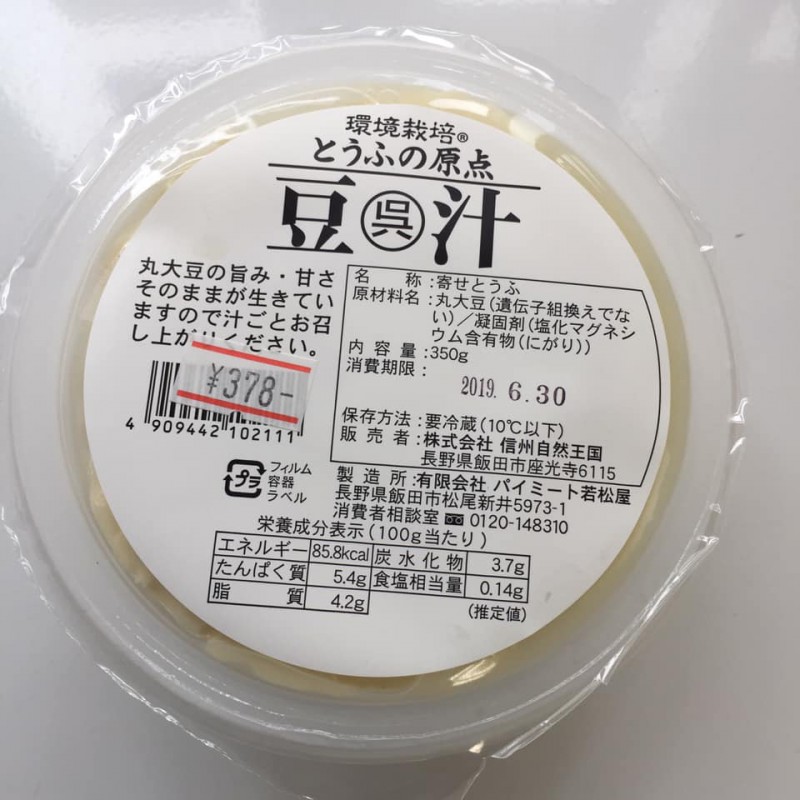 環境栽培®
とうふの原点
豆呉汁
丸大豆の旨み・甘さ
そのままが生きてい
ますので汁ごとお召
し上がりください。
¥378-
4 909442 102111
名 称:寄せとうふ
原材料名:丸大豆(遺伝子組換えでな
い)/凝固剤(塩化マグネシ
ウム含有物(にがり))
内容量:350g
消費期限:
2019. 6.30
保存方法:要冷蔵(10℃以下)
販売者:株式会社 信州自然王国
長野県飯田市座光寺6115
プラ
フィルム
容器
ラベル
製造所:有限会社 パイミート若松屋
長野県飯田市松尾新井5973-1
消費者相談室 0120-148310
栄養成分表示(100g当たり)
エネルギー 85.8kcal 炭水化物 3.7g
たんぱく質 5.4g 食塩相当量 0.14g
脂質 4.2g
(推定値)